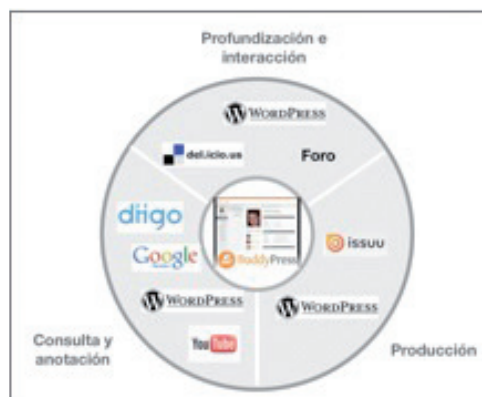 Profundización e
interacción
WORDPRESS
del.icio.us
Foro
diigo
Google
BuddyPress
issuu
WORDPRESS
WORDPRESS
YouTube
Consulta y
anotación
Producción